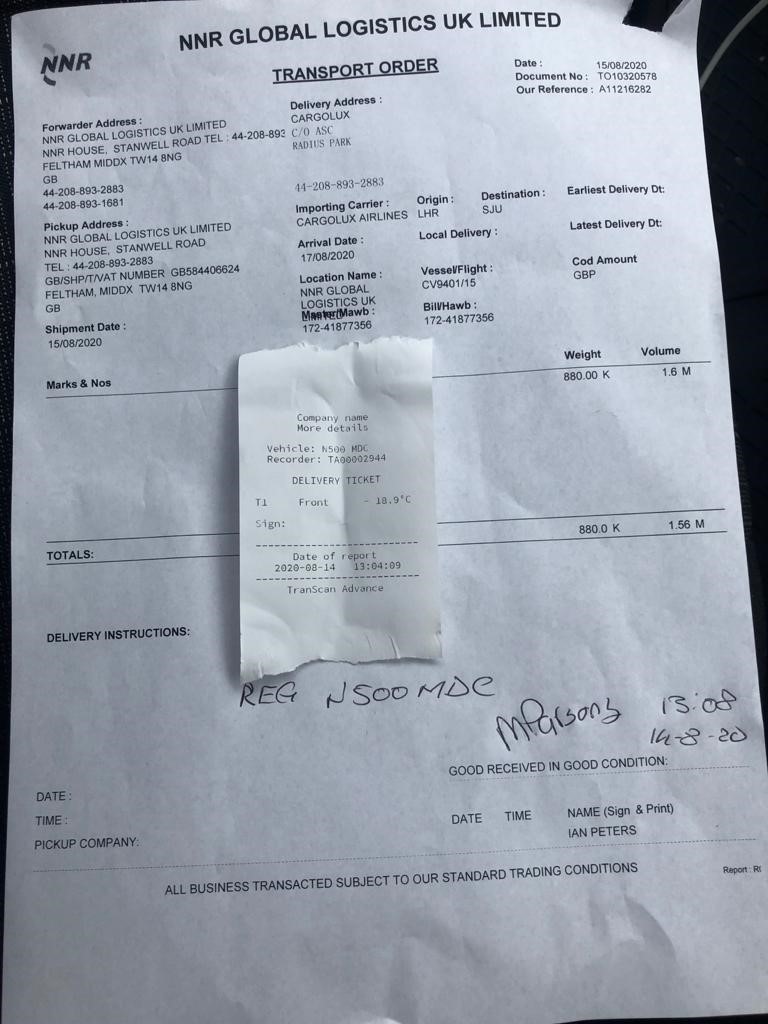 NNR GLOBAL LOGISTICS UK LIMITED
NNR
TRANSPORT ORDER
Date : 15/08/2020
Document No : TO10320578
Our Reference : A11216282
Forwarder Address :
NNR GLOBAL LOGISTICS UK LIMITED
NNR HOUSE, STANWELL ROAD TEL : 44-208-893
FELTHAM MIDDX TW14 8NG
GB
44-208-893-2883
44-208-893-1681
Delivery Address :
CARGOLUX
C/O ASC
RADIUS PARK
44-208-893-2883
Pickup Address :
NNR GLOBAL LOGISTICS UK LIMITED
NNR HOUSE, STANWELL ROAD
TEL : 44-208-893-2883
GB/SHP/T/VAT NUMBER GB584406624
FELTHAM, MIDDX TW14 8NG
GB
Shipment Date :
15/08/2020
Importing Carrier :
CARGOLUX AIRLINES
Origin :
LHR
Destination :
SJU
Earliest Delivery Dt:
Arrival Date :
17/08/2020
Local Delivery :
Latest Delivery Dt:
Location Name :
NNR GLOBAL
LOGISTICS UK
LIMITED
Vessel/Flight :
CV9401/15
Cod Amount
GBP
Master/Mawb :
172-41877356
Bill/Hawb :
172-41877356
Marks & Nos Weight Volume
880.00 K 1.6 M
Company name
More details
Vehicle: N500 MDC
Recorder: TA00002944
DELIVERY TICKET
T1 Front - 18.9°C
Sign:
Date of report
2020-08-14 13:04:09
TranScan Advance
TOTALS: 880.0 K 1.56 M
DELIVERY INSTRUCTIONS:
REG N500 MDC
MParsons 13:08
14-8-20
GOOD RECEIVED IN GOOD CONDITION:
DATE :
TIME :
PICKUP COMPANY:
DATE TIME NAME (Sign & Print)
IAN PETERS
ALL BUSINESS TRANSACTED SUBJECT TO OUR STANDARD TRADING CONDITIONS
Report :